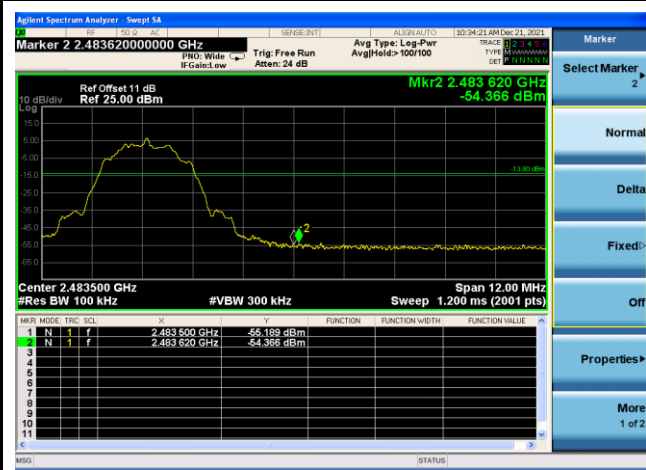 Agilent Spectrum Analyzer - Swept SA
RF 50 Ω AC SENSE:INT ALIGN AUTO 10:34:21 AM Dec 21, 2021
Marker 2 2.483620000000 GHz
PNO: Wide Trig: Free Run Avg Type: Log-Pwr TRACE 1 2 3 4 5 6
IFGain:Low Atten: 24 dB Avg|Hold:>100/100 TYPE M
DET P N N N N N
Mkr2 2.483 620 GHz
-54.366 dBm
Ref Offset 11 dB
10 dB/div Ref 25.00 dBm
Log
15.0
5.00
-5.00
-15.0
-13.80 dBm
-25.0
-35.0
-45.0
2
-55.0
-65.0
Center 2.483500 GHz Span 12.00 MHz
#Res BW 100 kHz #VBW 300 kHz Sweep 1.200 ms (2001 pts)
MKR MODE TRC SCL X Y FUNCTION FUNCTION WIDTH FUNCTION VALUE
1 N 1 f 2.483 500 GHz -55.189 dBm
2 N 1 f 2.483 620 GHz -54.366 dBm
3
4
5
6
7
8
9
10
11
MSG STATUS
Marker
Select Marker
2
Normal
Delta
Fixed
Off
Properties
More
1 of 2